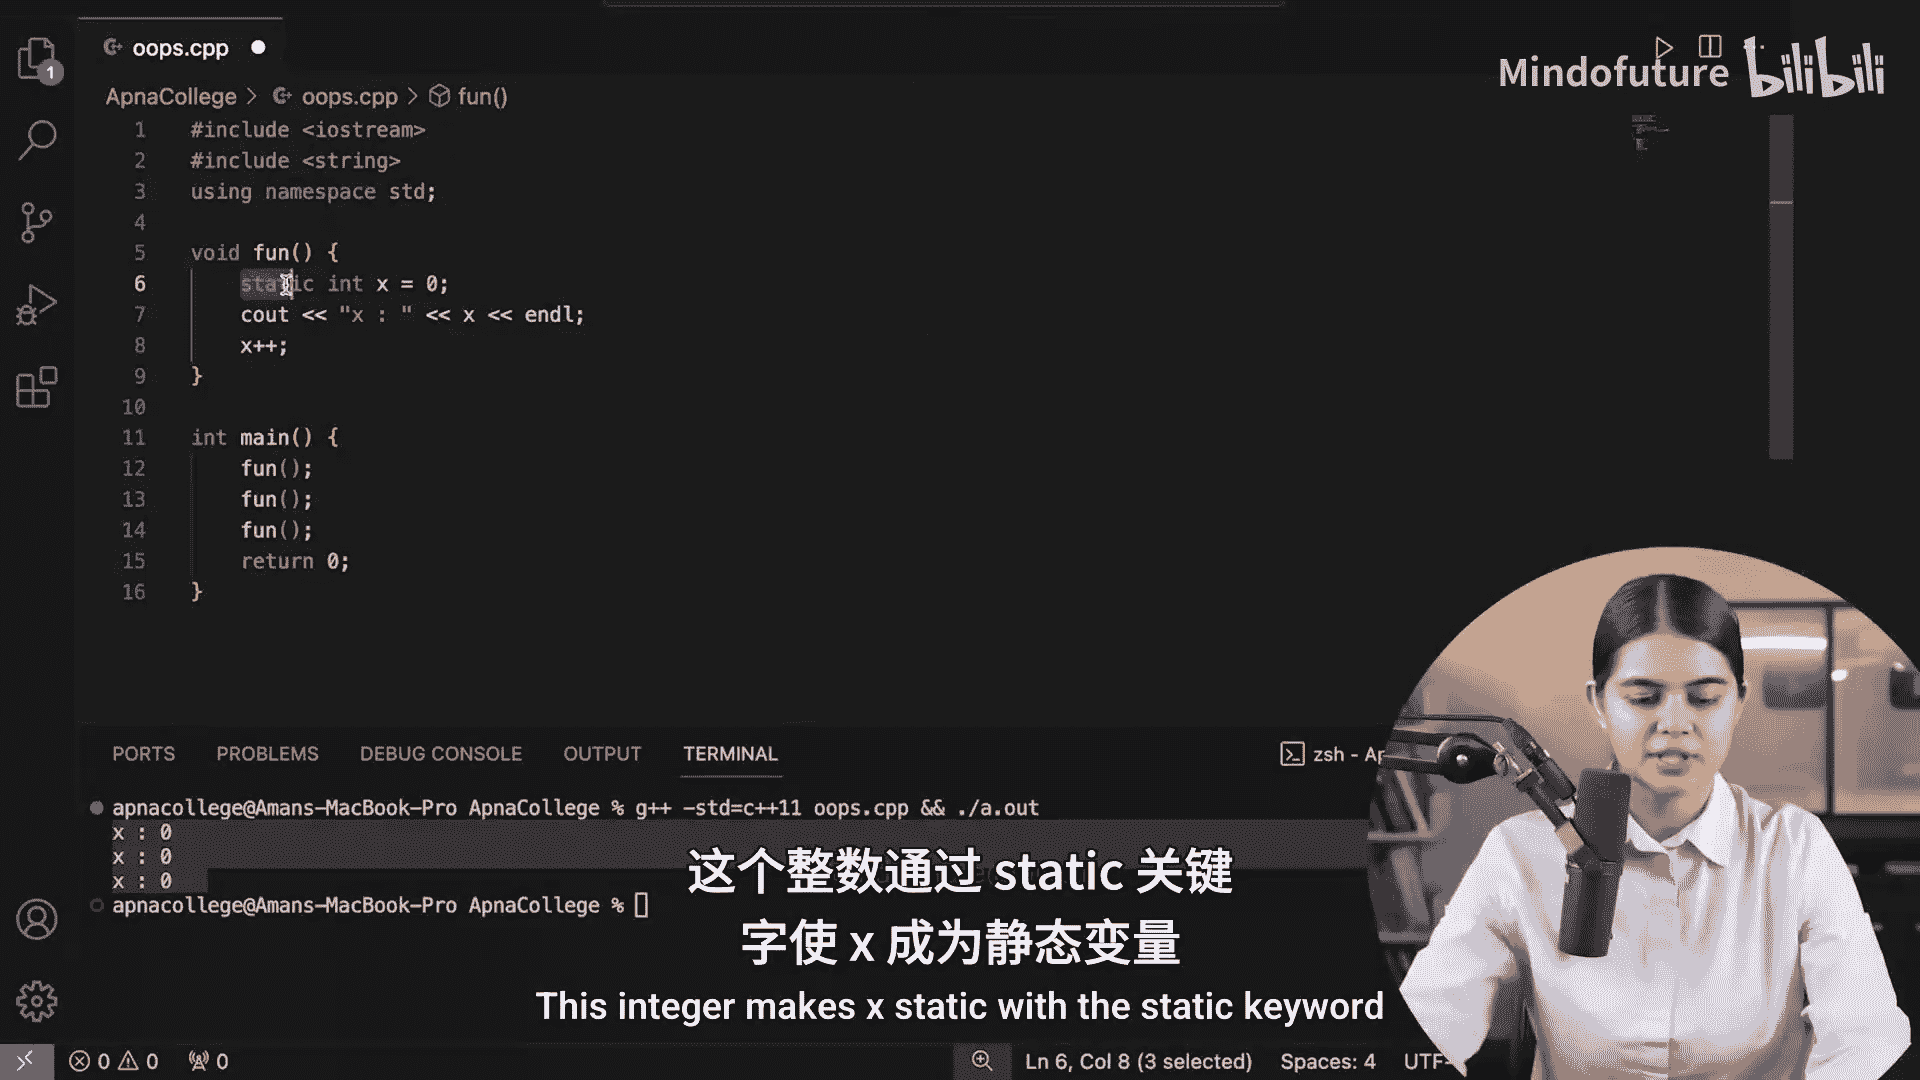 oops.cpp
1
Mindofuture bilibili
ApnaCollege > oops.cpp > fun()
1 #include <iostream>
2 #include <string>
3 using namespace std;
4
5 void fun() {
6 static int x = 0;
7 cout << "x : " << x << endl;
8 x++;
9 }
10
11 int main() {
12 fun();
13 fun();
14 fun();
15 return 0;
16 }
PORTS PROBLEMS DEBUG CONSOLE OUTPUT TERMINAL
zsh -
apnacollege@Amans-MacBook-Pro ApnaCollege % g++ -std=c++11 oops.cpp && ./a.out
x : 0
x : 0
x : 0
apnacollege@Amans-MacBook-Pro ApnaCollege %
这个整数通过 static 关键
字使 x 成为静态变量
This integer makes x static with the static keyword
0 0 0
Ln 6, Col 8 (3 selected) Spaces: 4 UTF-